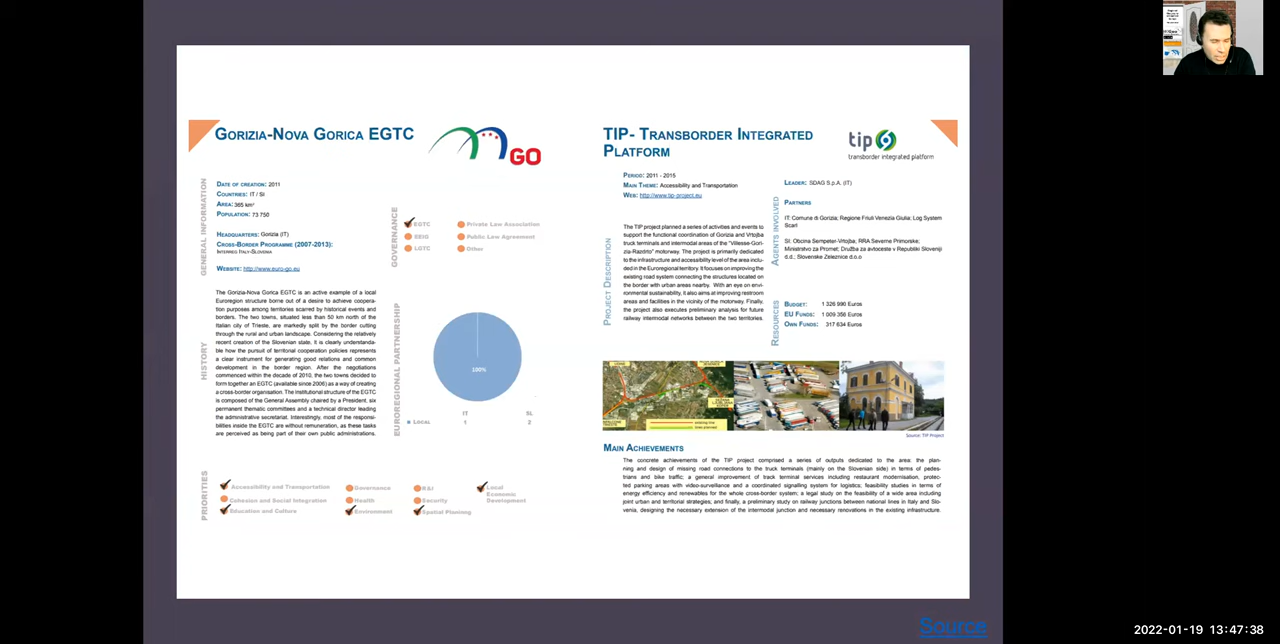 GORIZIA-NOVA GORICA EGTC
GO
GENERAL INFORMATION
DATE OF CREATION: 2011
COUNTRIES: IT / SI
AREA: 365 km²
POPULATION: 73 750
HEADQUARTERS: Gorizia (IT)
CROSS-BORDER PROGRAMME (2007-2013):
INTERREG ITALY-SLOVENIA
WEBSITE: http://www.euro-go.eu
GOVERNANCE
EGTC
Private Law Association
EEIG
Public Law Agreement
LGTC
Other
HISTORY
The Gorizia-Nova Gorica EGTC is an active example of a local
Euroregion structure borne out of a desire to achieve coopera-
tion purposes among territories scarred by historical events and
borders. The two towns, situated less than 50 km north of the
Italian city of Trieste, are markedly split by the border cutting
through the rural and urban landscape. Considering the relatively
recent creation of the Slovenian state, it is clearly understanda-
ble how the pursuit of territorial cooperation policies represents
a clear instrument for generating good relations and common
development in the border region. After the negotiations
commenced within the decade of 2010, the two towns decided to
form together an EGTC (available since 2006) as a way of creating
a cross-border organisation. The institutional structure of the EGTC
is composed of the General Assembly chaired by a President, six
permanent thematic committees and a technical director leading
the administrative secretariat. Interestingly, most of the responsi-
bilities inside the EGTC are without remuneration, as these tasks
are perceived as being part of their own public administrations.
EUROREGIONAL PARTNERSHIP
100%
IT SL
LOCAL 1 2
PRIORITIES
Accessibility and Transportation
Governance
R&I
Local Economic Development
Cohesion and Social Integration
Health
Security
Education and Culture
Environment
Spatial Planning
TIP- TRANSBORDER INTEGRATED
PLATFORM
tip
transborder integrated platform
PERIOD: 2011 - 2015
MAIN THEME: Accessibility and Transportation
WEB: http://www.tip-project.eu
PROJECT DESCRIPTION
The TIP project planned a series of activities and events to
support the functional coordination of Gorizia and Vrtojba
truck terminals and intermodal areas of the "Villesse-Gori-
zia-Razdrto" motorway. The project is primarily dedicated
to the infrastructure and accessibility level of the area inclu-
ded in the Euroregional territory. It focuses on improving the
existing road system connecting the structures located on
the border with urban areas nearby. With an eye on envi-
ronmental sustainability, it also aims at improving restroom
areas and facilities in the vicinity of the motorway. Finally,
the project also executes preliminary analysis for future
railway intermodal networks between the two territories.
AGENTS INVOLVED
LEADER: SDAG S.p.A. (IT)
PARTNERS
IT: Comune di Gorizia; Regione Friuli Venezia Giulia; Log System
Scarl
SI: Obcina Sempeter-Vrtojba, RRA Severne Primorske;
Ministrstvo za Promet; Družba za avtoceste v Republiki Sloveniji
d.d.; Slovenske Zeleznice d.o.o
RESOURCES
BUDGET: 1 326 990 Euros
EU FUNDS: 1 009 356 Euros
OWN FUNDS: 317 634 Euros
Source: TIP Project
MAIN ACHIEVEMENTS
The concrete achievements of the TIP project comprised a series of outputs dedicated to the area: the plan-
ning and design of missing road connections to the truck terminals (mainly on the Slovenian side) in terms of pedes-
trians and bike traffic; a general improvement of track terminal services including restaurant modernisation, protec-
ted parking areas with video-surveillance and a coordinated signalling system for logistics; feasibility studies in terms of
energy efficiency and renewables for the whole cross-border system; a legal study on the feasibility of a wide area including
joint urban and territorial strategies; and finally, a preliminary study on railway junctions between national lines in Italy and Slo-
venia, designing the necessary extension of the intermodal junction and necessary renovations in the existing infrastructure.
Source
2022-01-19 13:47:38